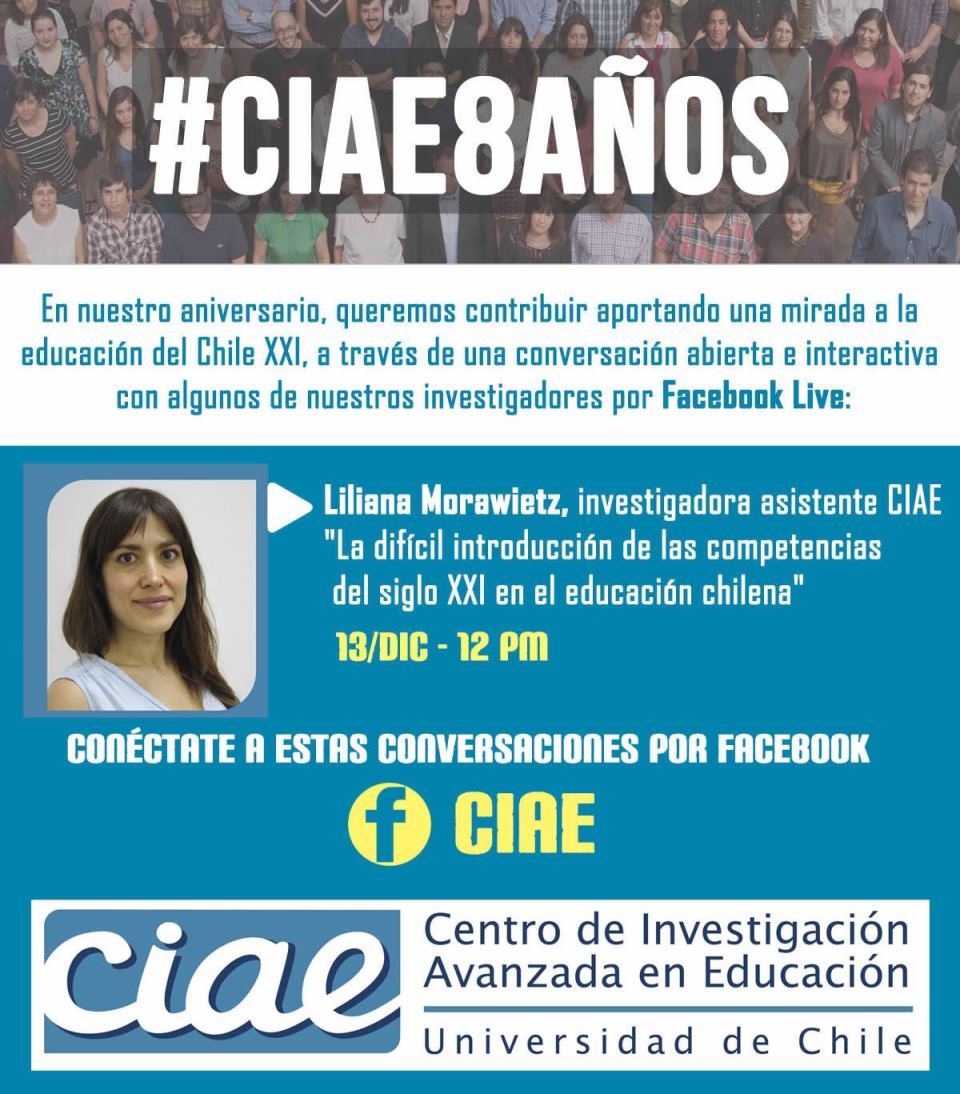 #CIAE8AÑOS
En nuestro aniversario, queremos contribuir aportando una mirada a la
educación del Chile XXI, a través de una conversación abierta e interactiva
con algunos de nuestros investigadores por Facebook Live:
Liliana Morawietz, investigadora asistente CIAE
"La difícil introducción de las competencias
del siglo XXI en el educación chilena"
13/DIC - 12 PM
CONÉCTATE A ESTAS CONVERSACIONES POR FACEBOOK
f CIAE
ciae
Centro de Investigación
Avanzada en Educación
Universidad de Chile